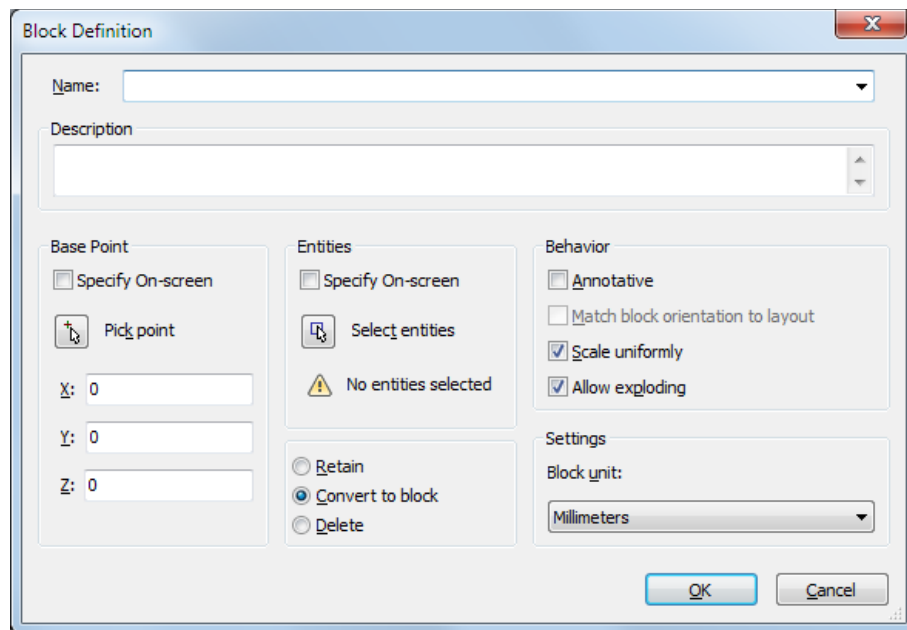 Block Definition
Name:
Description
Base Point
Specify On-screen
Pick point
X: 0
Y: 0
Z: 0
Entities
Specify On-screen
Select entities
No entities selected
Retain
Convert to block
Delete
Behavior
Annotative
Match block orientation to layout
Scale uniformly
Allow exploding
Settings
Block unit:
Millimeters
OK
Cancel